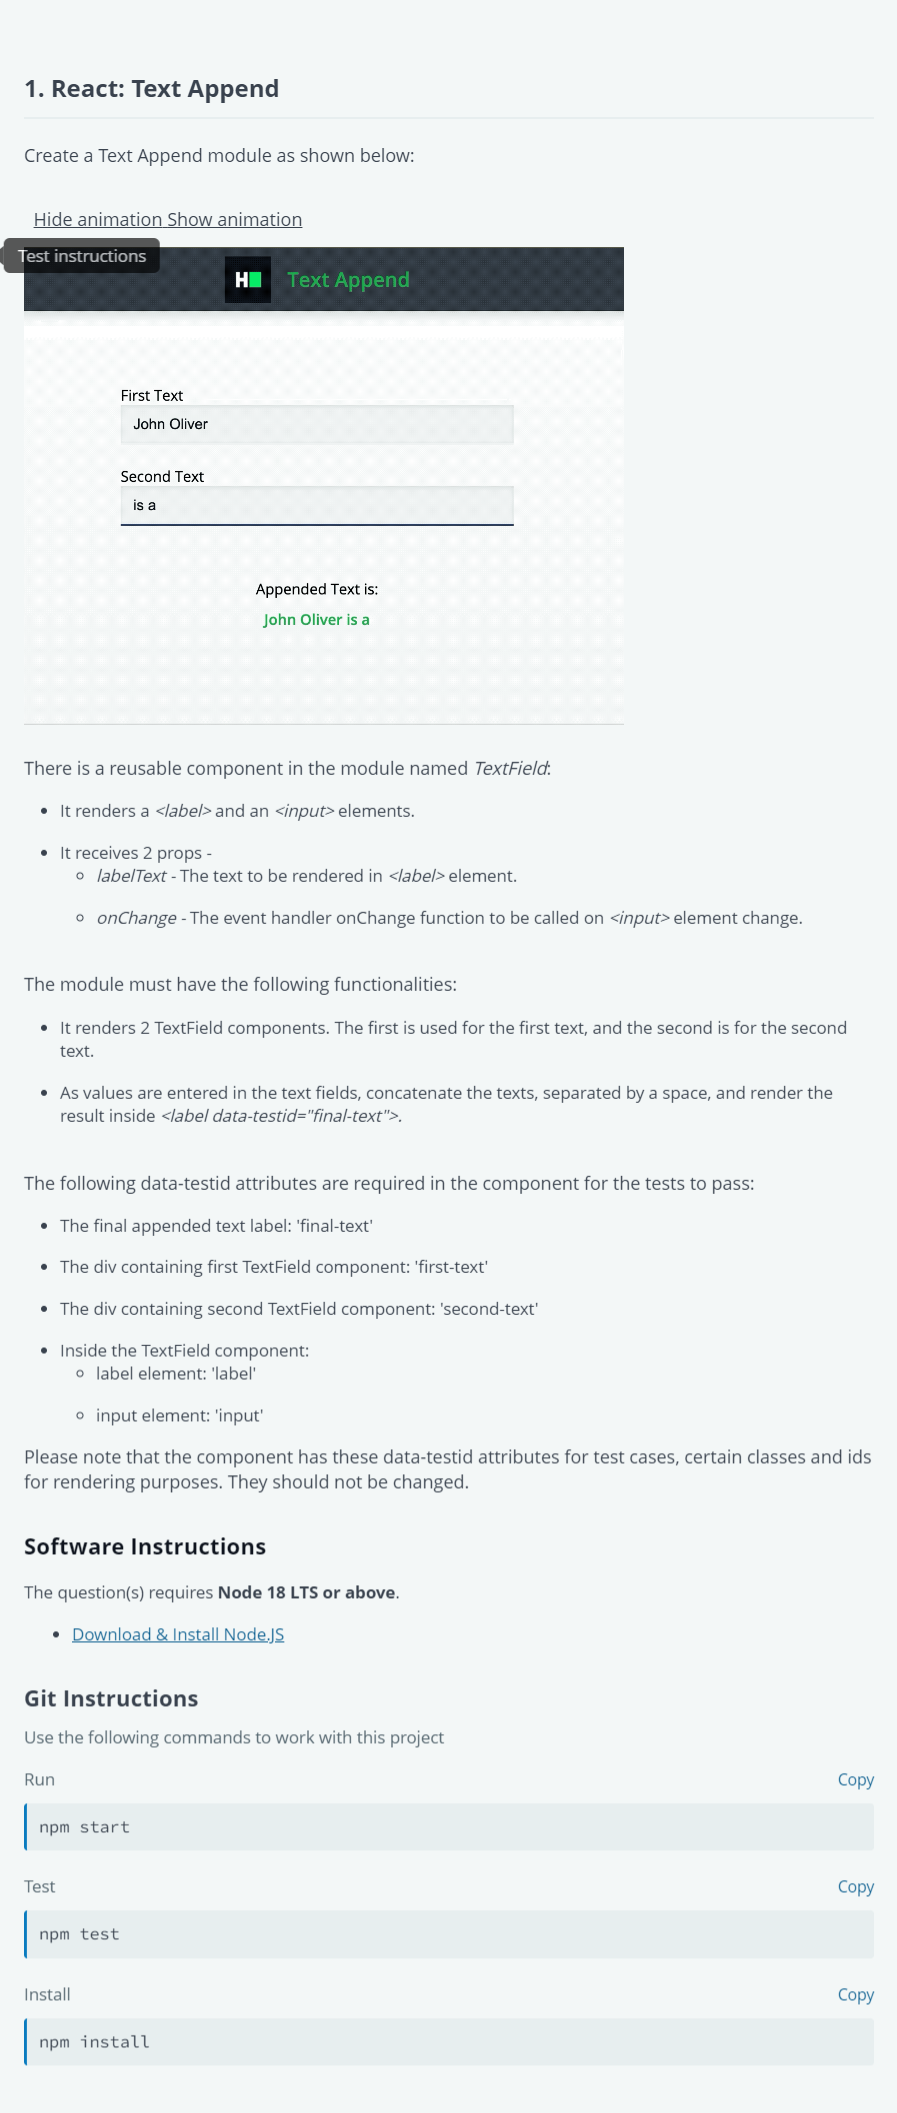 1. React: Text Append
Create a Text Append module as shown below:
Hide animation Show animation
Test instructions
H
Text Append
First Text
John Oliver
Second Text
is a
Appended Text is:
John Oliver is a
There is a reusable component in the module named TextField:
It renders a <label> and an <input> elements.
It receives 2 props -
labelText - The text to be rendered in <label> element.
onChange - The event handler onChange function to be called on <input> element change.
The module must have the following functionalities:
It renders 2 TextField components. The first is used for the first text, and the second is for the second
text.
As values are entered in the text fields, concatenate the texts, separated by a space, and render the
result inside <label data-testid="final-text">.
The following data-testid attributes are required in the component for the tests to pass:
The final appended text label: 'final-text'
The div containing first TextField component: 'first-text'
The div containing second TextField component: 'second-text'
Inside the TextField component:
label element: 'label'
input element: 'input'
Please note that the component has these data-testid attributes for test cases, certain classes and ids
for rendering purposes. They should not be changed.
Software Instructions
The question(s) requires Node 18 LTS or above.
Download & Install Node.JS
Git Instructions
Use the following commands to work with this project
Run Copy
npm start
Test Copy
npm test
Install Copy
npm install